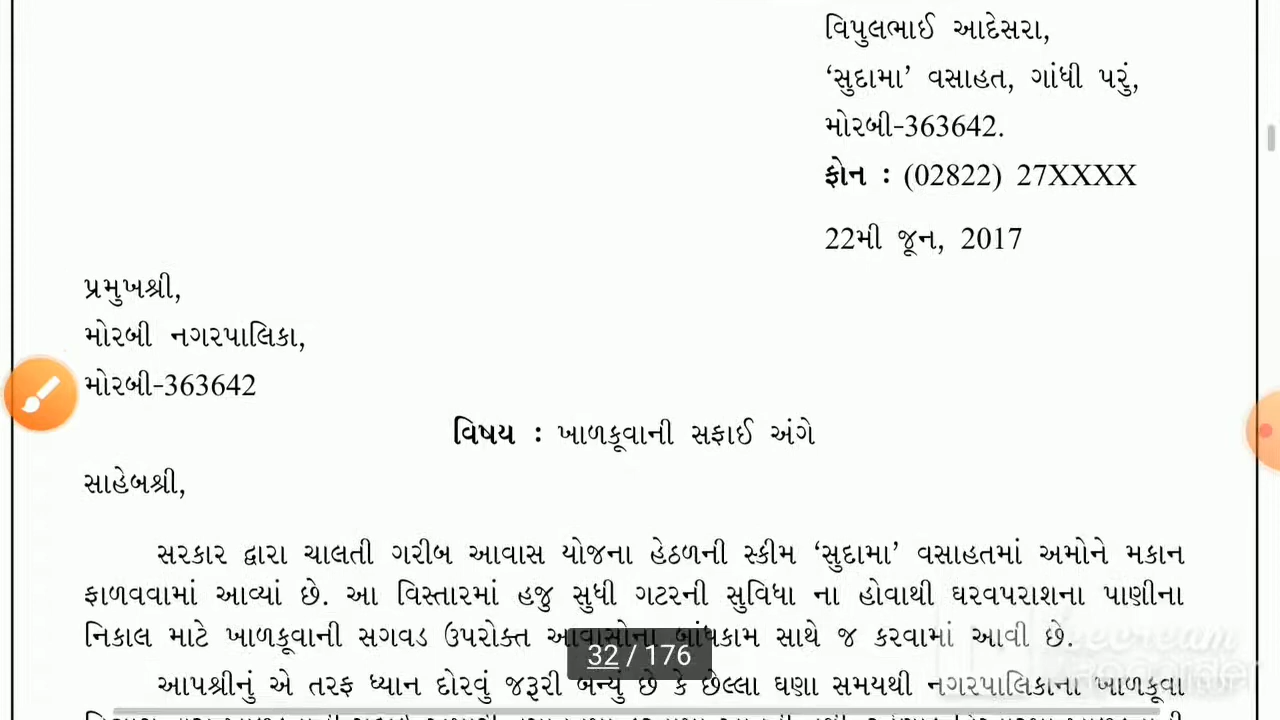 વિપુલભાઈ આદેસરા,
‘સુદામા’ વસાહત, ગાંધી પરું,
મોરબી-363642.
ફોન : (02822) 27XXXX
22મી જૂન, 2017
પ્રમુખશ્રી,
મોરબી નગરપાલિકા,
મોરબી-363642
વિષય : ખાળકૂવાની સફાઈ અંગે
સાહેબશ્રી,
સરકાર દ્વારા ચાલતી ગરીબ આવાસ યોજના હેઠળની સ્કીમ ‘સુદામા’ વસાહતમાં અમોને મકાન
ફાળવવામાં આવ્યાં છે. આ વિસ્તારમાં હજુ સુધી ગટરની સુવિધા ના હોવાથી ઘરવપરાશના પાણીના
નિકાલ માટે ખાળકૂવાની સગવડ ઉપરોક્ત આવાસોના બાંધકામ સાથે જ કરવામાં આવી છે.
32 / 176
આપશ્રીનું એ તરફ ધ્યાન દોરવું જરૂરી બન્યું છે કે છેલ્લા ઘણા સમયથી નગરપાલિકાના ખાળકૂવા